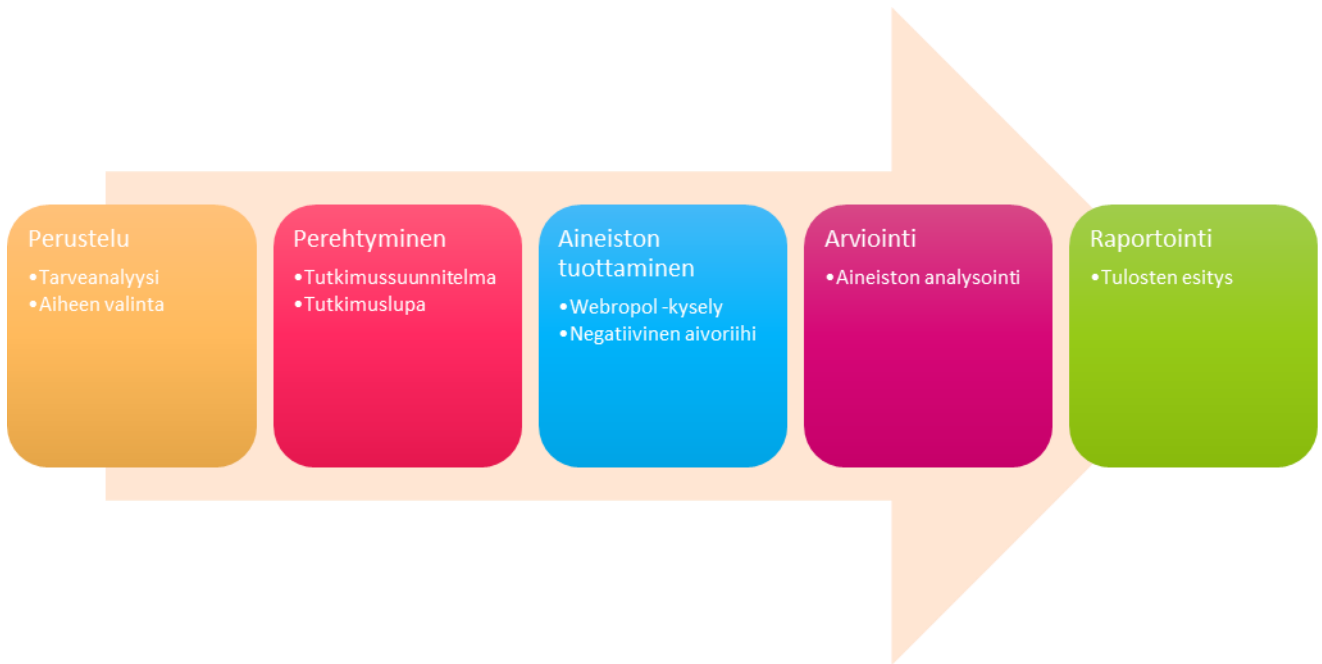 Perustelu
•Tarveanalyysi
•Aiheen valinta
Perehtyminen
•Tutkimussuunnitelma
•Tutkimuslupa
Aineiston
tuottaminen
•Webropol -kysely
•Negatiivinen aivoriihi
Arviointi
•Aineiston analysointi
Raportointi
•Tulosten esitys